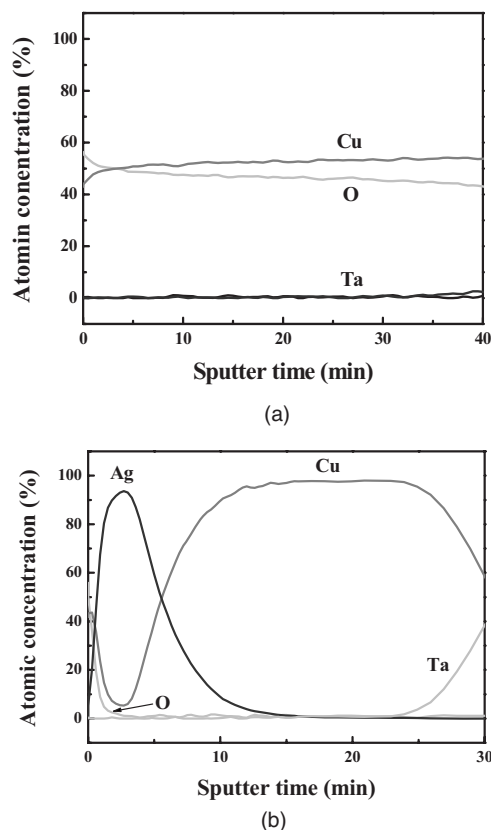 100
80
60
40
20
0
Atomin conentration (%)
Cu
O
Ta
0 10 20 30 40
Sputter time (min)
(a)
100
80
60
40
20
0
Atomic concentration (%)
Ag
Cu
O
Ta
0 10 20 30
Sputter time (min)
(b)